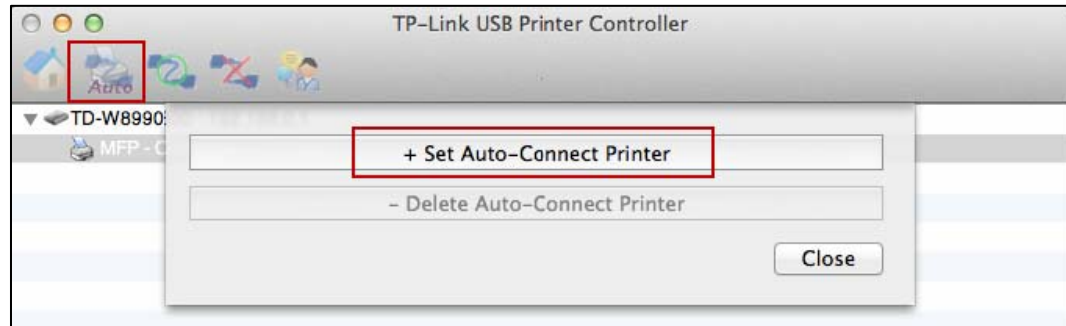 TP-Link USB Printer Controller
Auto
TD-W8990
MFP - C
+ Set Auto-Connect Printer
- Delete Auto-Connect Printer
Close